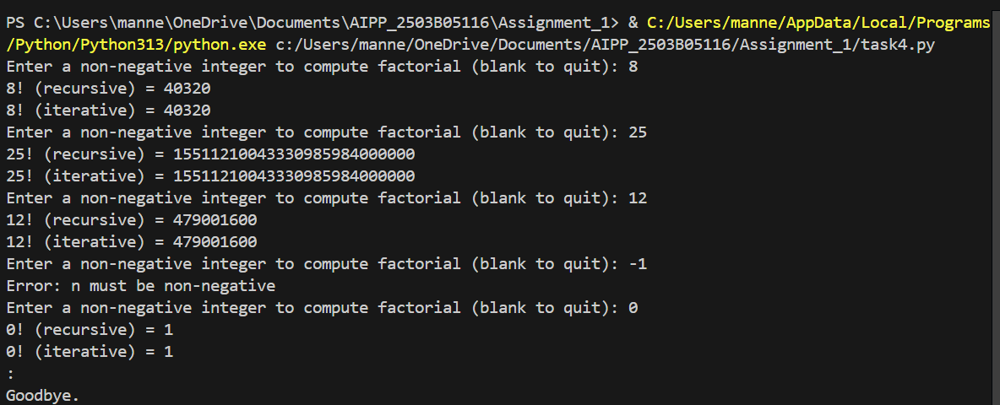 PS C:\Users\manne\OneDrive\Documents\AIPP_2503B05116\Assignment_1> & C:/Users/manne/AppData/Local/Programs
/Python/Python313/python.exe c:/Users/manne/OneDrive/Documents/AIPP_2503B05116/Assignment_1/task4.py
Enter a non-negative integer to compute factorial (blank to quit): 8
8! (recursive) = 40320
8! (iterative) = 40320
Enter a non-negative integer to compute factorial (blank to quit): 25
25! (recursive) = 15511210043330985984000000
25! (iterative) = 15511210043330985984000000
Enter a non-negative integer to compute factorial (blank to quit): 12
12! (recursive) = 479001600
12! (iterative) = 479001600
Enter a non-negative integer to compute factorial (blank to quit): -1
Error: n must be non-negative
Enter a non-negative integer to compute factorial (blank to quit): 0
0! (recursive) = 1
0! (iterative) = 1
:
Goodbye.